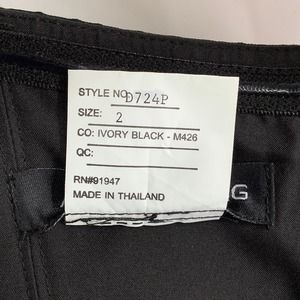 STYLE NO. D724P
SIZE: 2
CO: IVORY BLACK - M426
QC:
RN#91947
MADE IN THAILAND
G